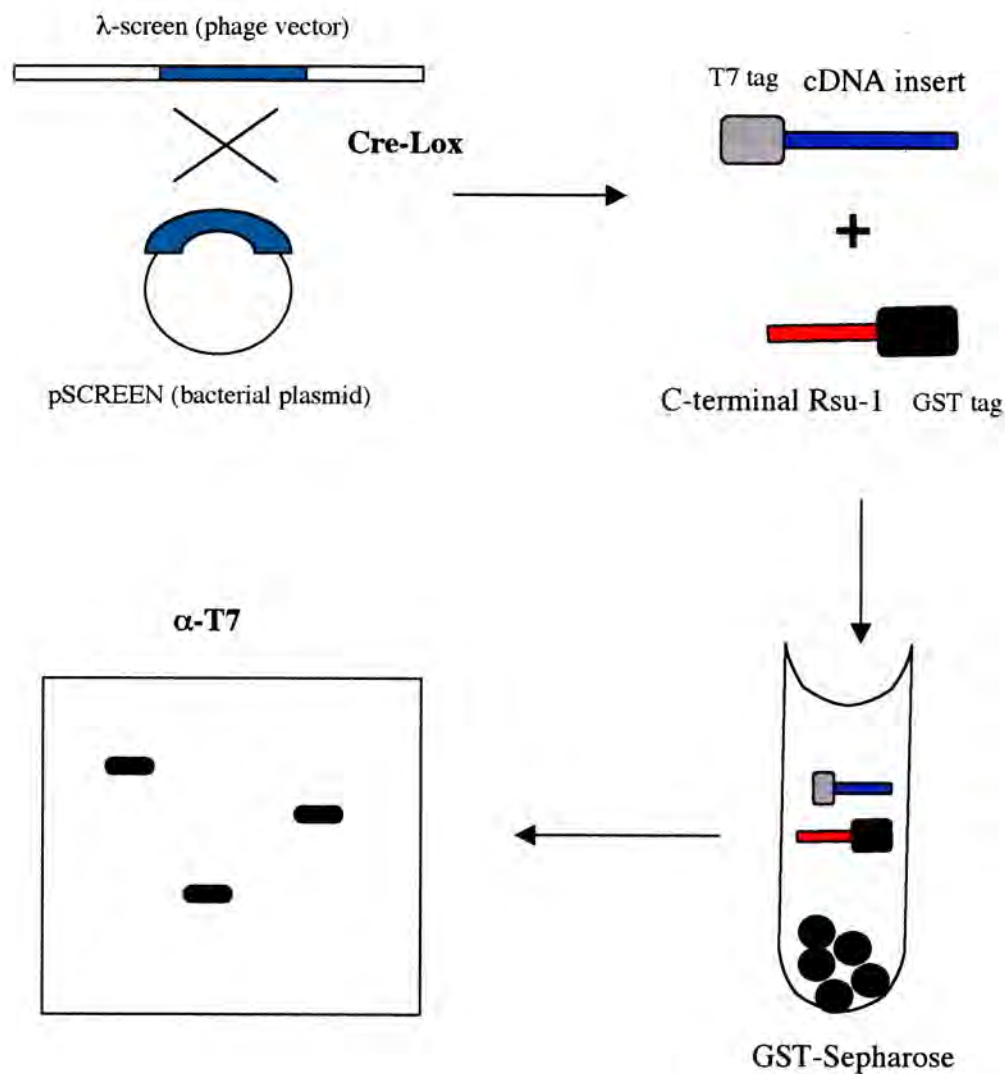 λ-screen (phage vector)
T7 tag cDNA insert
Cre-Lox
+
pSCREEN (bacterial plasmid)
C-terminal Rsu-1 GST tag
α-T7
GST-Sepharose